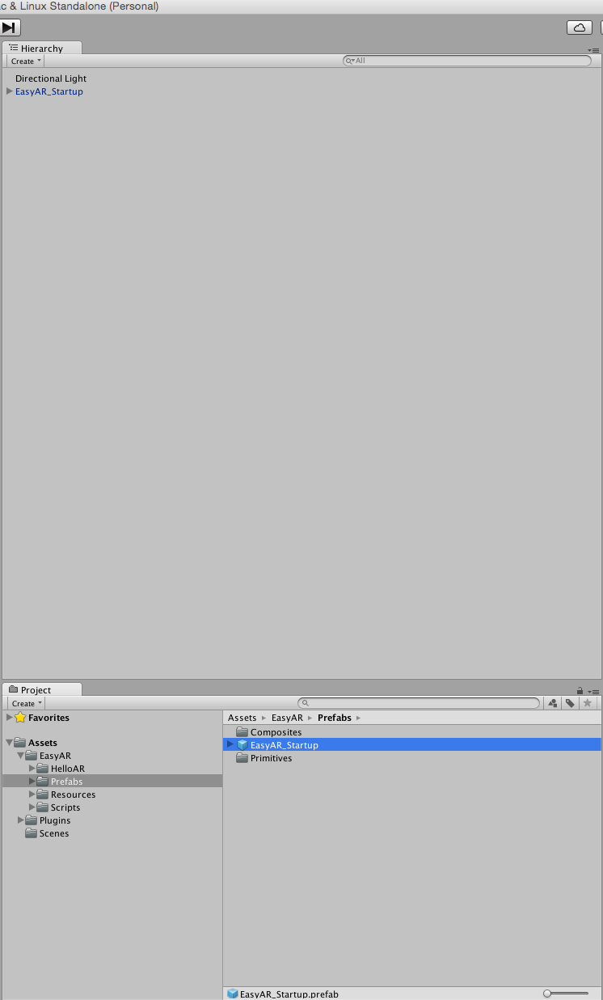 ac & Linux Standalone (Personal)
Hierarchy
Create
All
Directional Light
EasyAR_Startup
Project
Create
Favorites
Assets
EasyAR
HelloAR
Prefabs
Resources
Scripts
Plugins
Scenes
Assets EasyAR Prefabs
Composites
EasyAR_Startup
Primitives
EasyAR_Startup.prefab